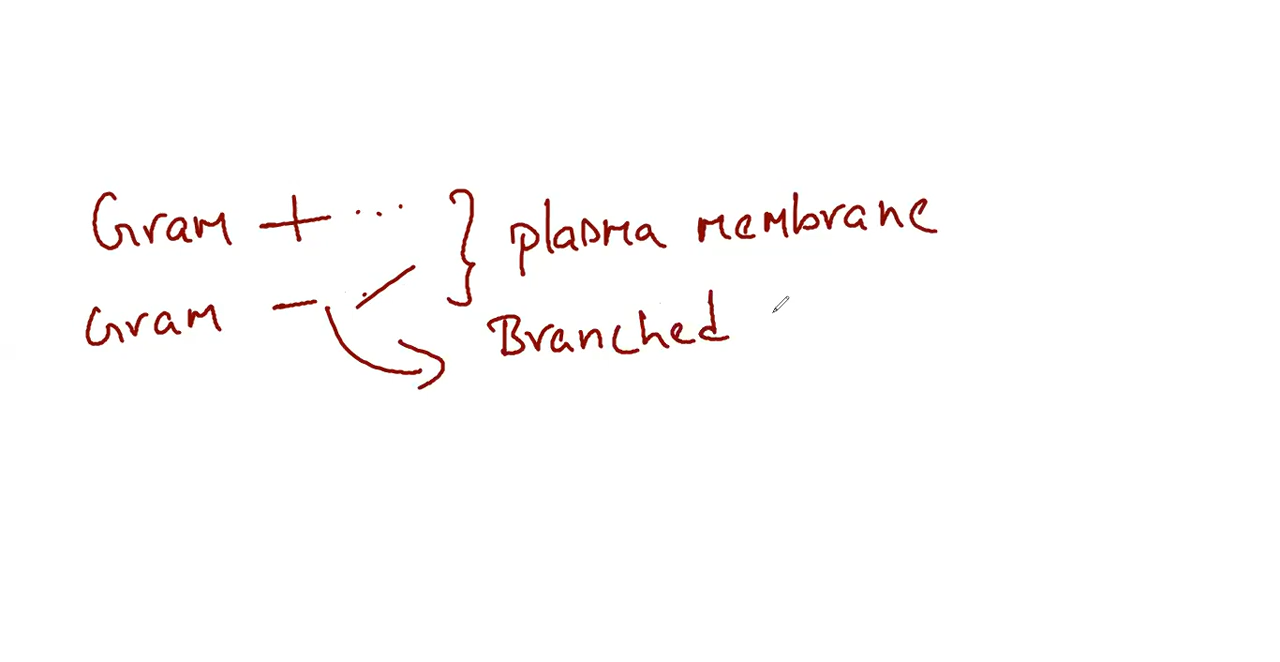 Gram + ... } plasma membrane
Gram -
Branched